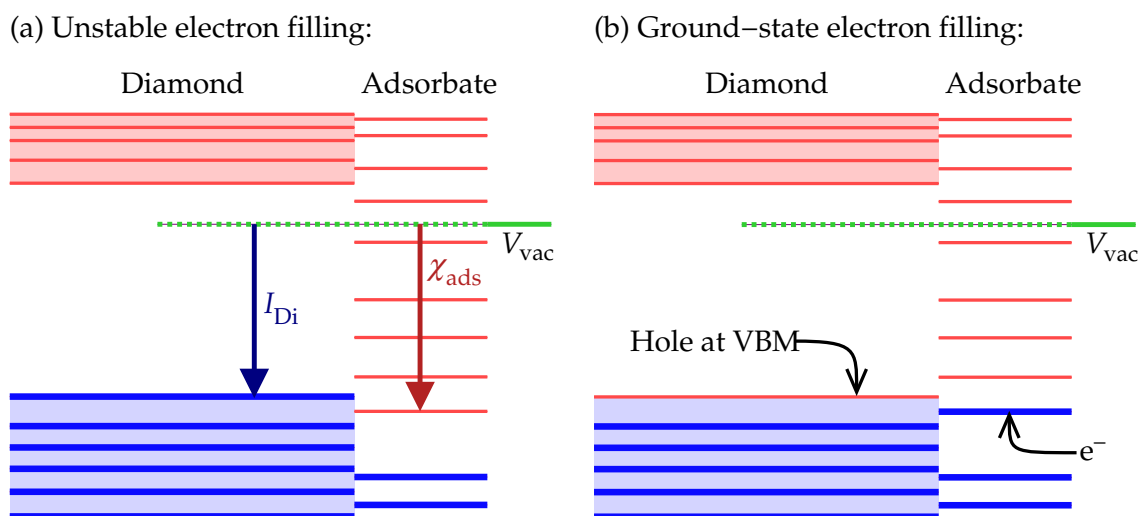 (a) Unstable electron filling:
Diamond Adsorbate
V_vac
χ_ads
I_Di
(b) Ground–state electron filling:
Diamond Adsorbate
V_vac
Hole at VBM
e⁻